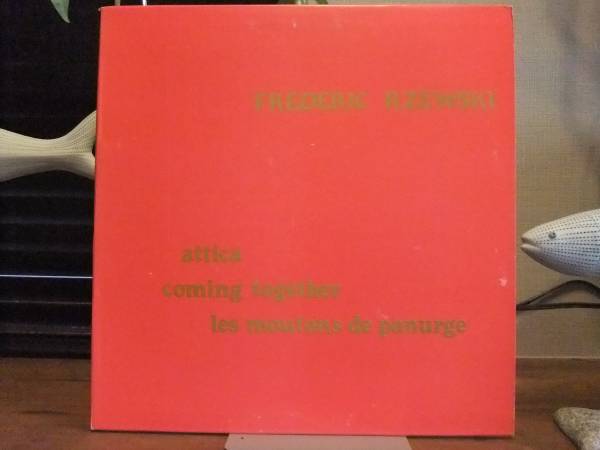 FREDERIC RZEWSKI
attica
coming together
les moutons de panurge